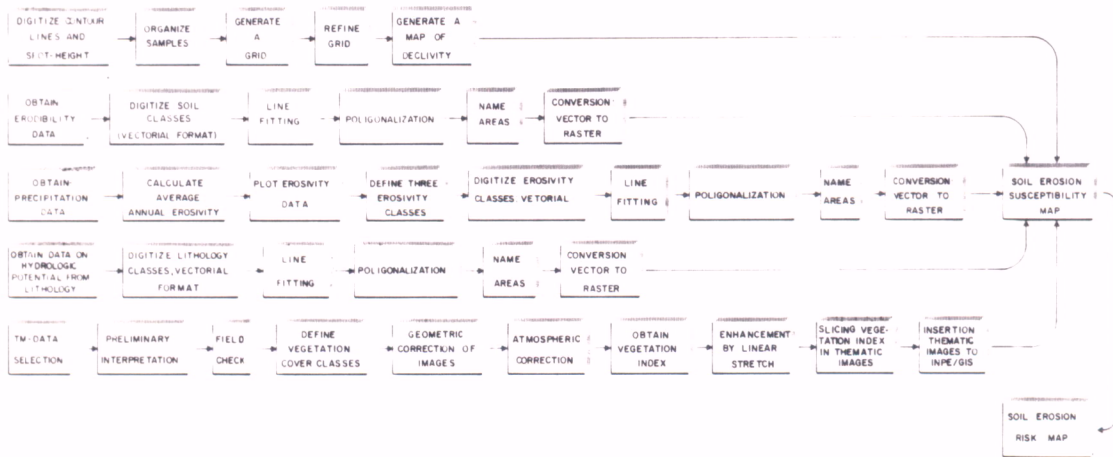 DIGITIZE CONTOUR
LINES AND
SPOT-HEIGHT
ORGANIZE
SAMPLES
GENERATE
A
GRID
REFINE
GRID
GENERATE A
MAP OF
DECLIVITY
OBTAIN
ERUDIBILITY
DATA
DIGITIZE SOIL
CLASSES
(VECTORIAL FORMAT)
LINE
FITTING
POLIGONALIZATION
NAME
AREAS
CONVERSION
VECTOR TO
RASTER
OBTAIN
PRECIPITATION
DATA
CALCULATE
AVERAGE
ANNUAL EROSIVITY
PLOT EROSIVITY
DATA
DEFINE THREE
EROSIVITY
CLASSES
DIGITIZE EROSIVITY
CLASSES VETORIAL
LINE
FITTING
POLIGONALIZATION
NAME
AREAS
CONVERSION
VECTOR TO
RASTER
SOIL EROSION
SUSCEPTIBILITY
MAP
OBTAIN DATA ON
HYDROLOGIC
POTENTIAL FROM
LITHOLOGY
DIGITIZE LITHOLOGY
CLASSES, VECTORIAL
FORMAT
LINE
FITTING
POLIGONALIZATION
NAME
AREAS
CONVERSION
VECTOR TO
RASTER
TM-DATA
SELECTION
PHELIMINARY
INTERPRETATION
FIELD
CHECK
DEFINE
VEGETATION
COVER CLASSES
GEOMETRIC
CORRECTION OF
IMAGES
ATMOSPHERIC
CORRECTION
OBTAIN
VEGETATION
INDEX
ENHANCEMENT
BY LINEAR
STRETCH
SLICING VEGE-
TATION INDEX
IN THEMATIC
IMAGES
INSERTION
THEMATIC
IMAGES TO
INPE/GIS
SOIL EROSION
RISK MAP